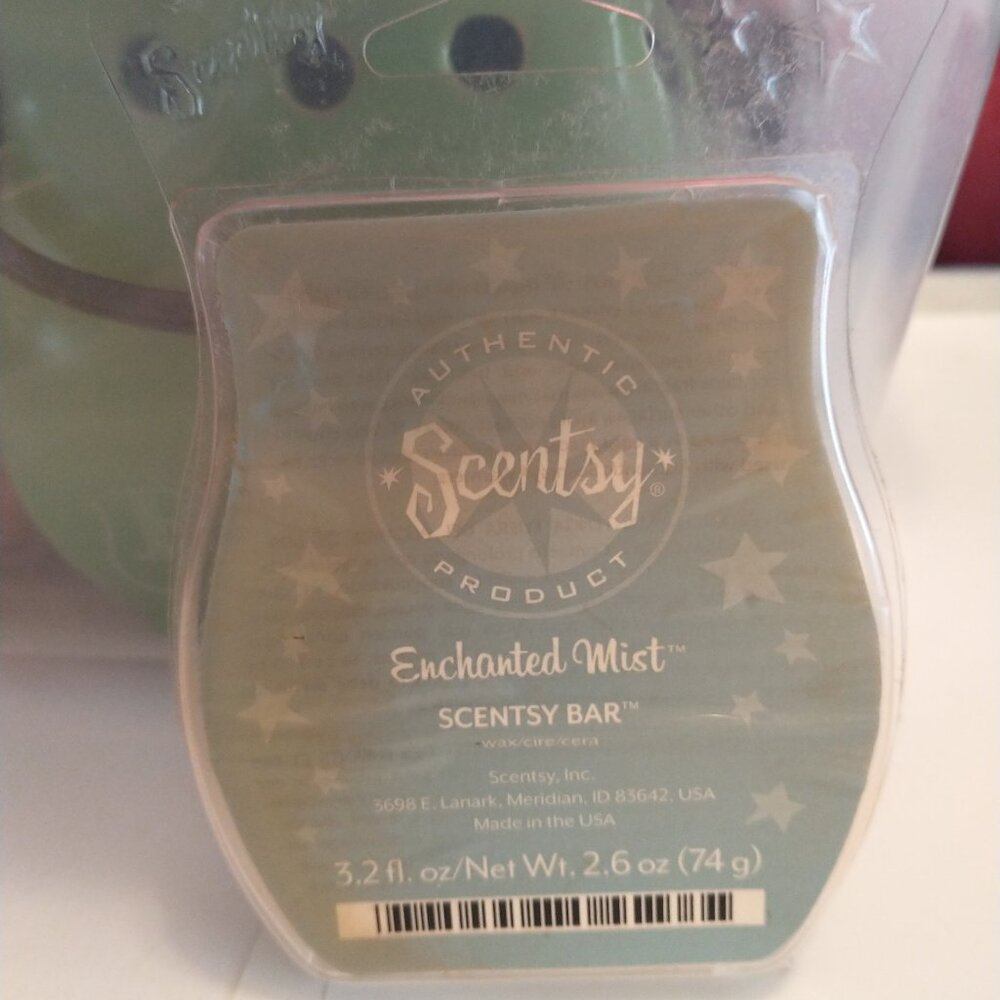 Scentsy
AUTHENTIC
Scentsy®
PRODUCT
Enchanted Mist™
SCENTSY BAR™
wax/cire/cera
Scentsy, Inc.
3698 E. Lanark, Meridian, ID 83642, USA
Made in the USA
3.2 fl. oz/Net Wt. 2.6 oz (74 g)